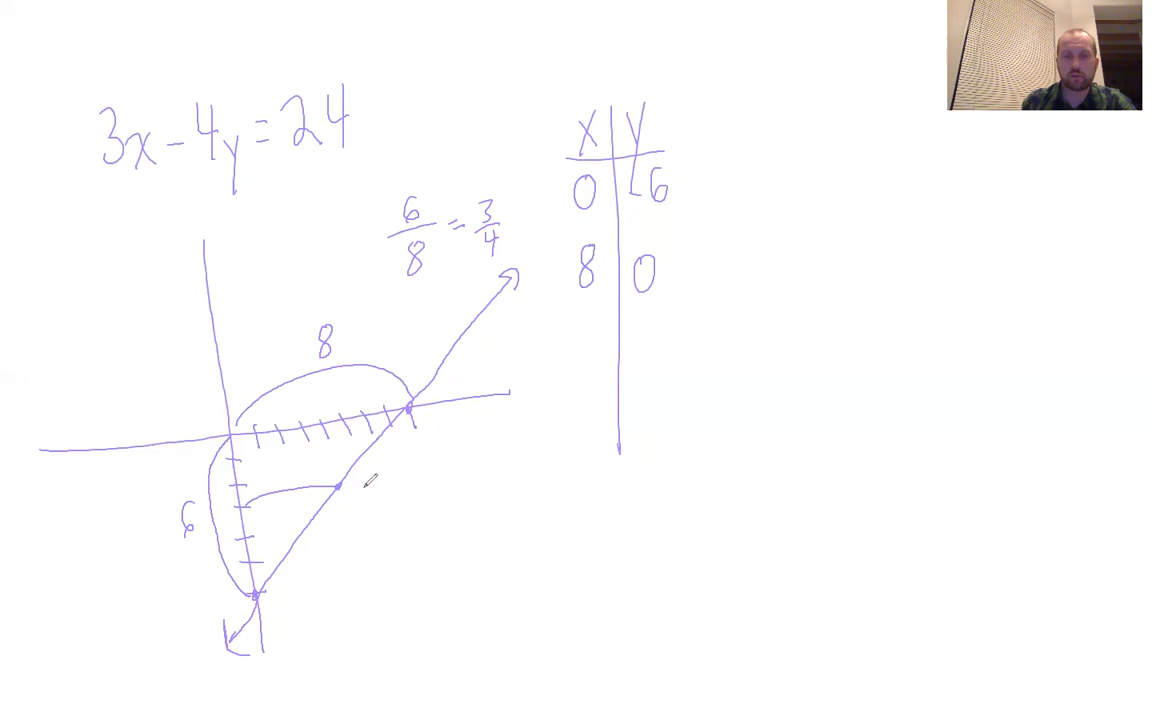 3x - 4y = 24
X Y
0 -6
8 0
6/8 = 3/4
8
6